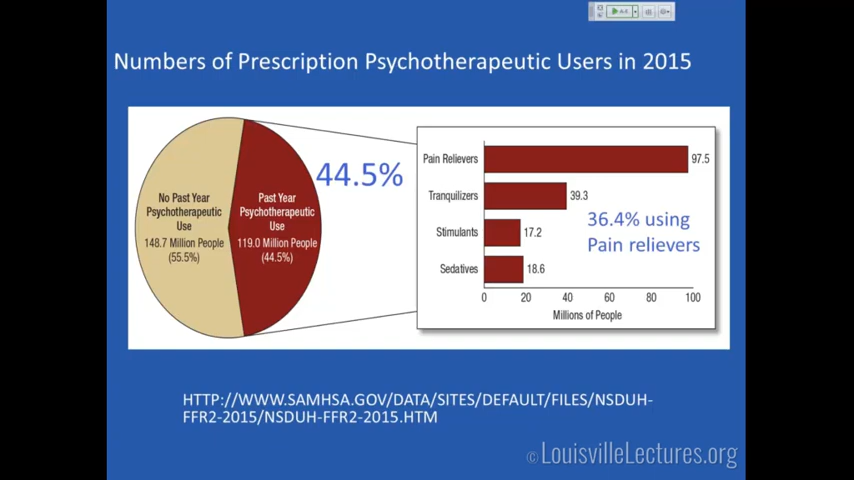 Numbers of Prescription Psychotherapeutic Users in 2015
44.5%
No Past Year
Psychotherapeutic
Use
148.7 Million People
(55.5%)
Past Year
Psychotherapeutic
Use
119.0 Million People
(44.5%)
Pain Relievers
97.5
Tranquilizers
39.3
Stimulants
17.2
Sedatives
18.6
36.4% using
Pain relievers
0 20 40 60 80 100
Millions of People
HTTP://WWW.SAMHSA.GOV/DATA/SITES/DEFAULT/FILES/NSDUH-
FFR2-2015/NSDUH-FFR2-2015.HTM
© LouisvilleLectures.org